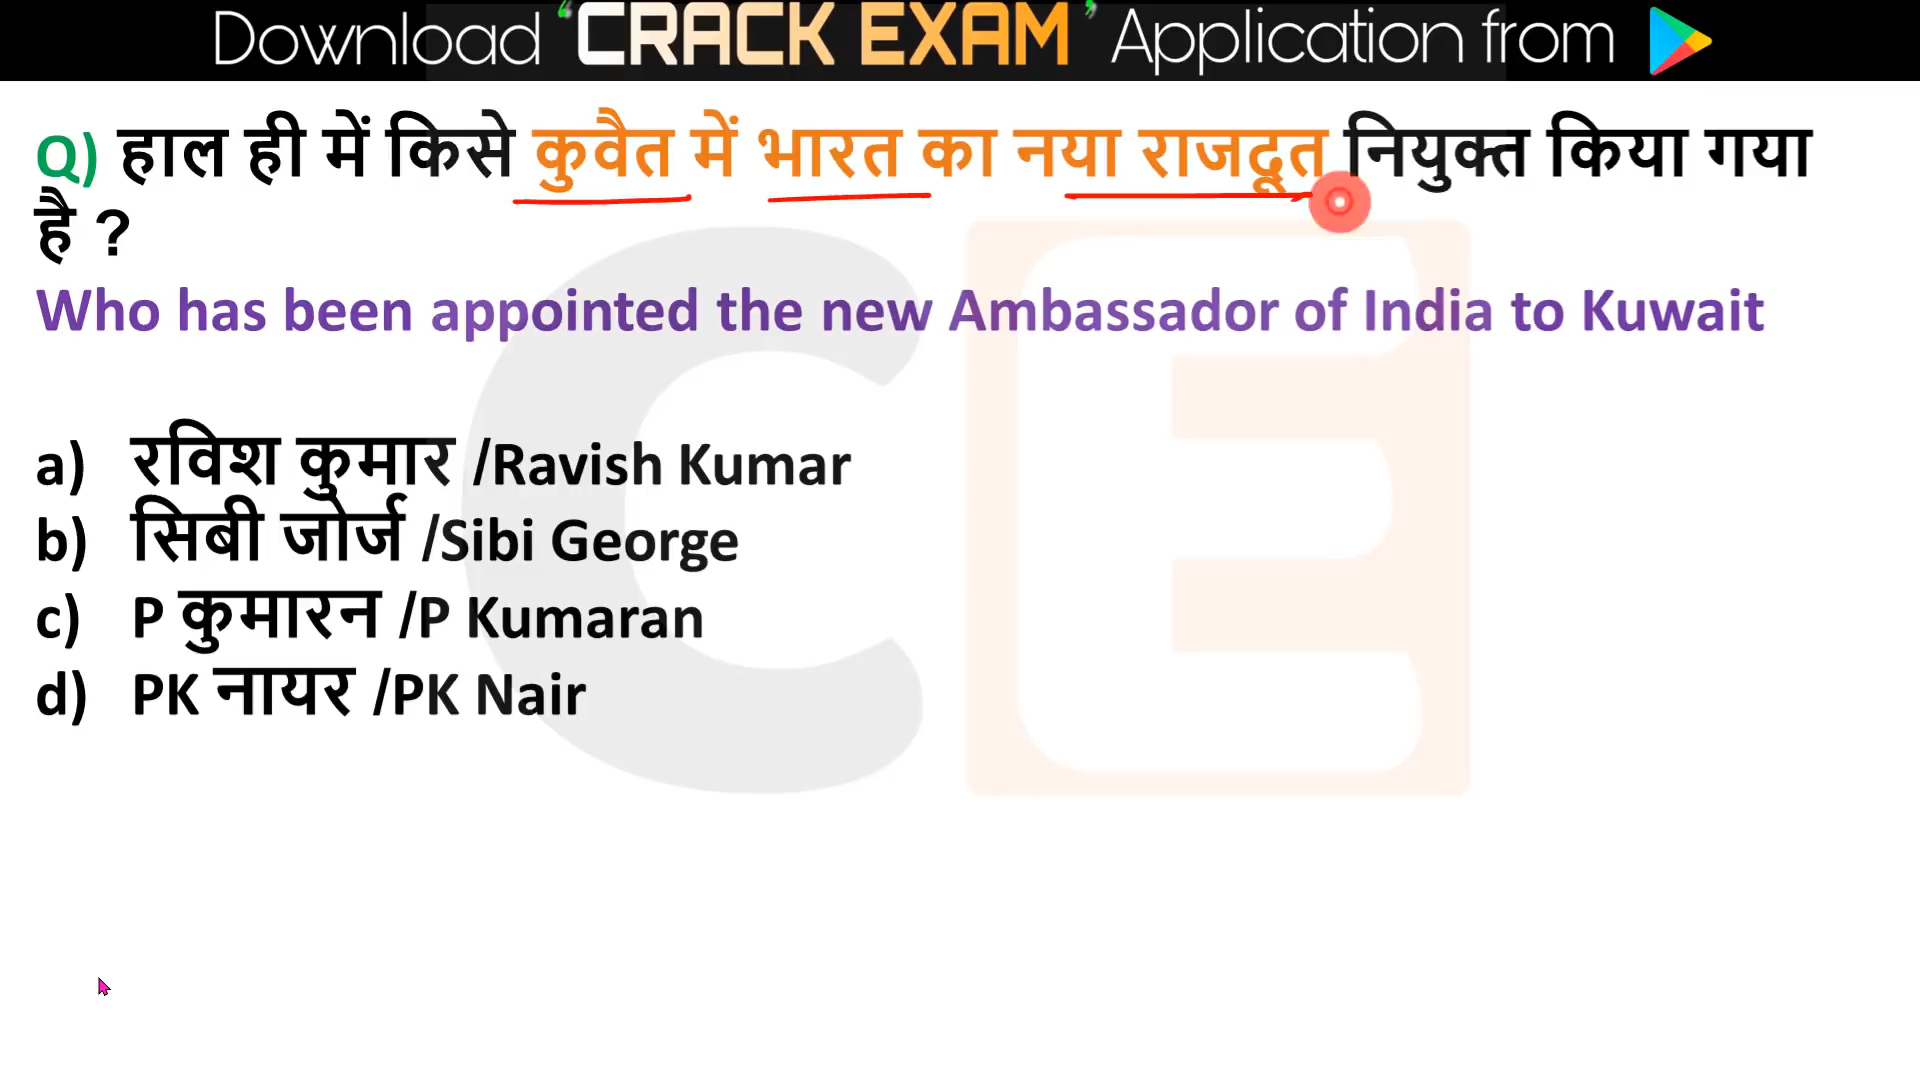 Download ‘CRACK EXAM’ Application from
Q) हाल ही में किसे कुवैत में भारत का नया राजदूत नियुक्त किया गया
है ?
Who has been appointed the new Ambassador of India to Kuwait
a) रविश कुमार /Ravish Kumar
b) सिबी जोर्ज /Sibi George
c) P कुमारन /P Kumaran
d) PK नायर /PK Nair
CE